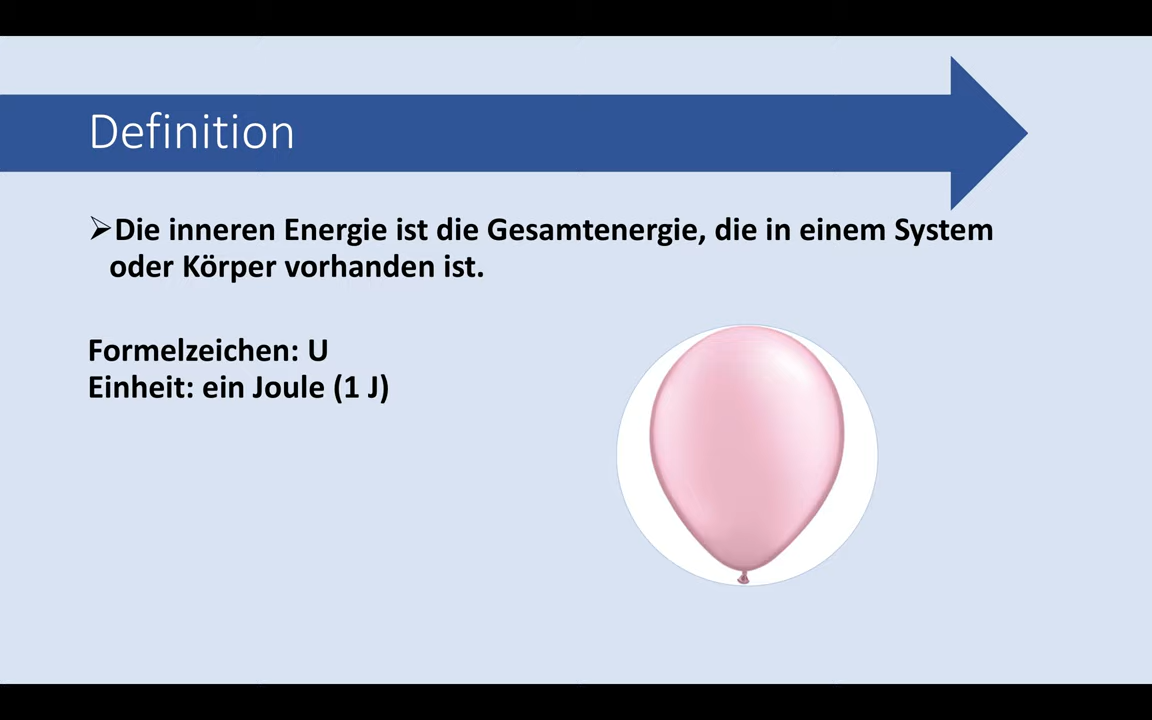 Definition
➢Die inneren Energie ist die Gesamtenergie, die in einem System
oder Körper vorhanden ist.
Formelzeichen: U
Einheit: ein Joule (1 J)